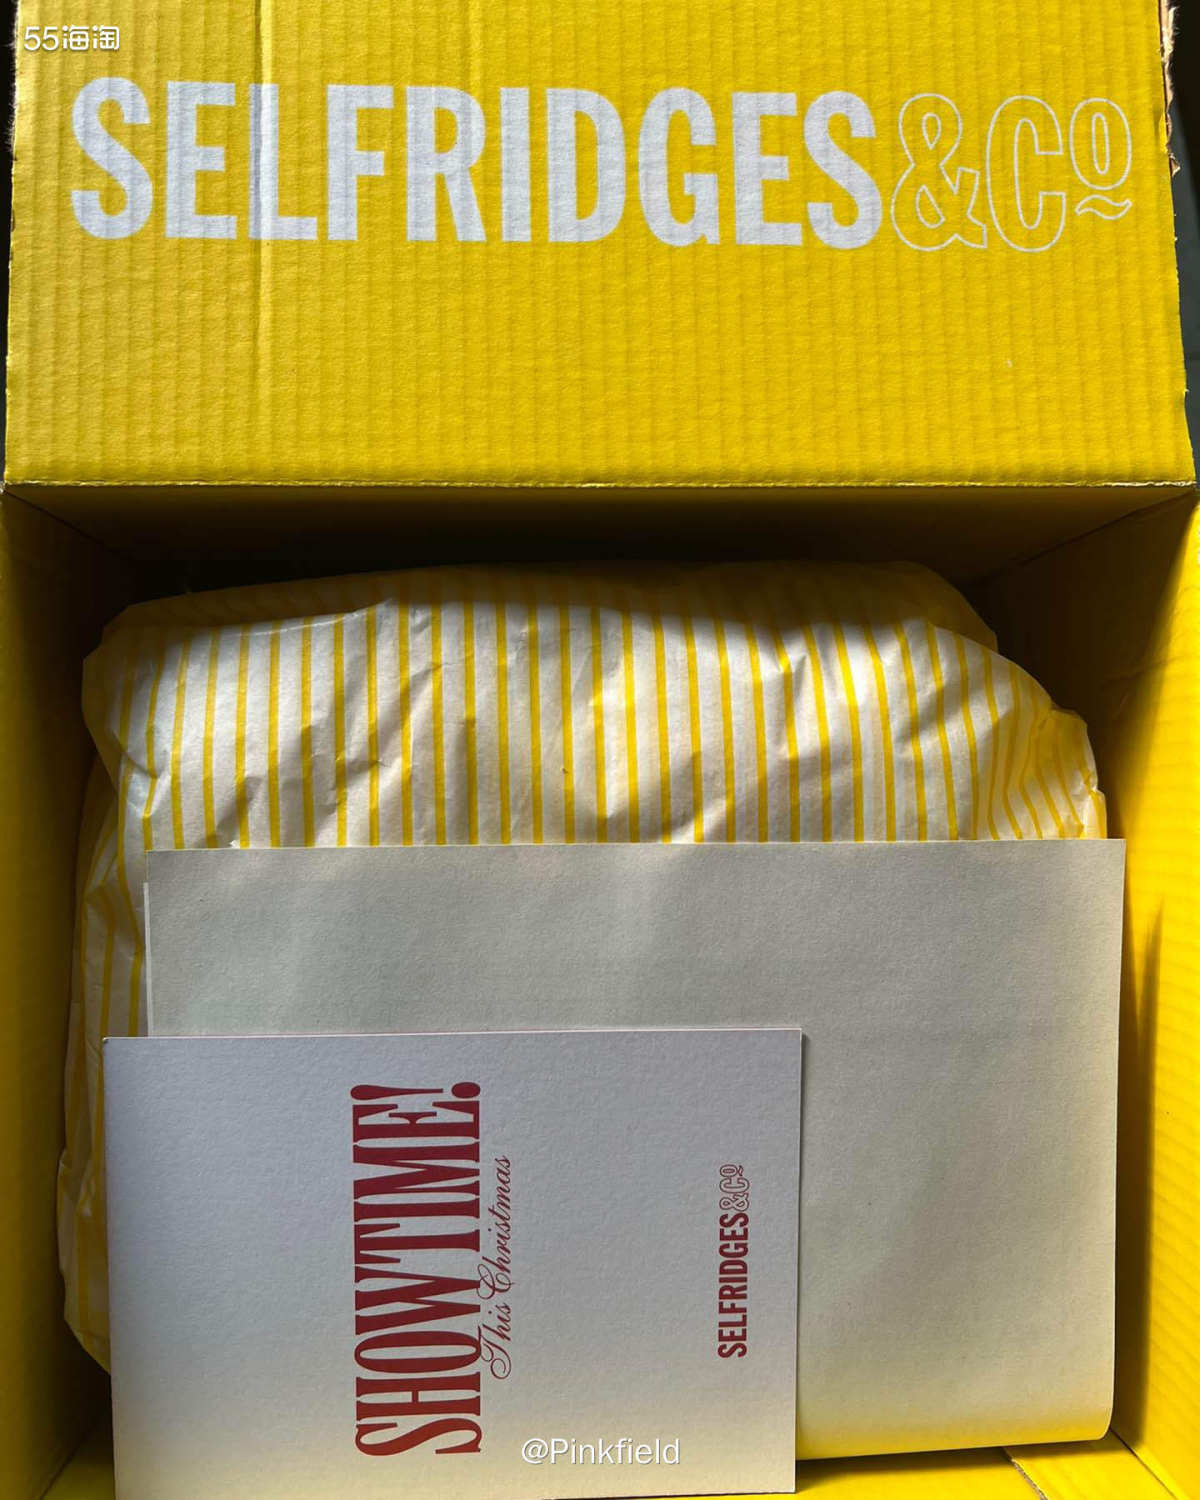 55海淘
SELFRIDGES&Cº
SHOWTIME!
This Christmas
SELFRIDGES&Cº
@Pinkfield